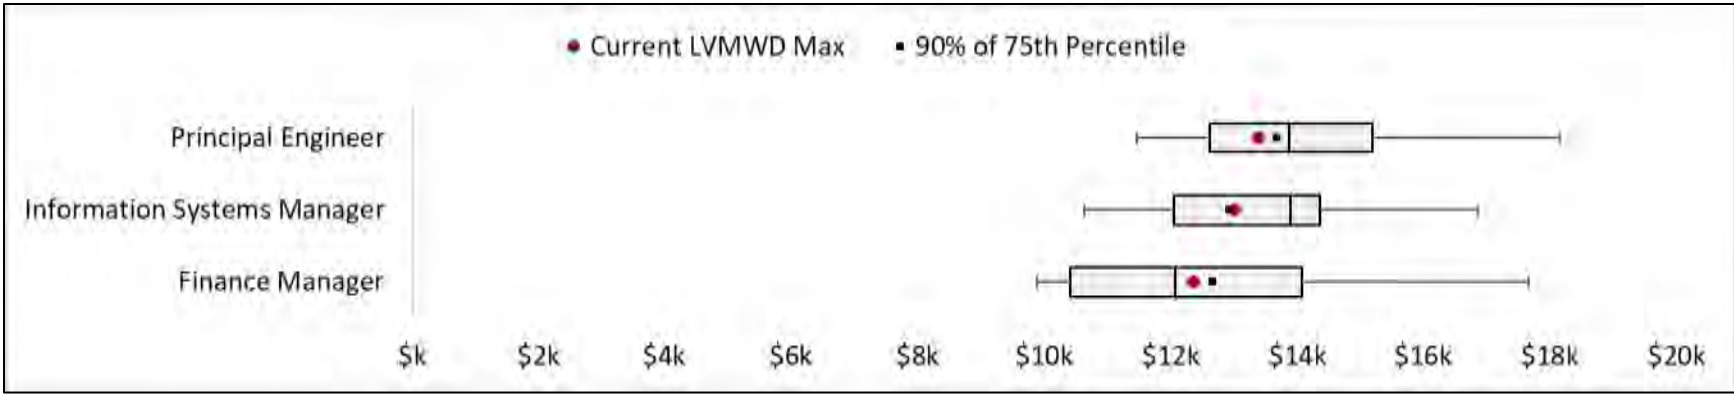 Current LVMWD Max 90% of 75th Percentile
Principal Engineer
Information Systems Manager
Finance Manager
$k $2k $4k $6k $8k $10k $12k $14k $16k $18k $20k